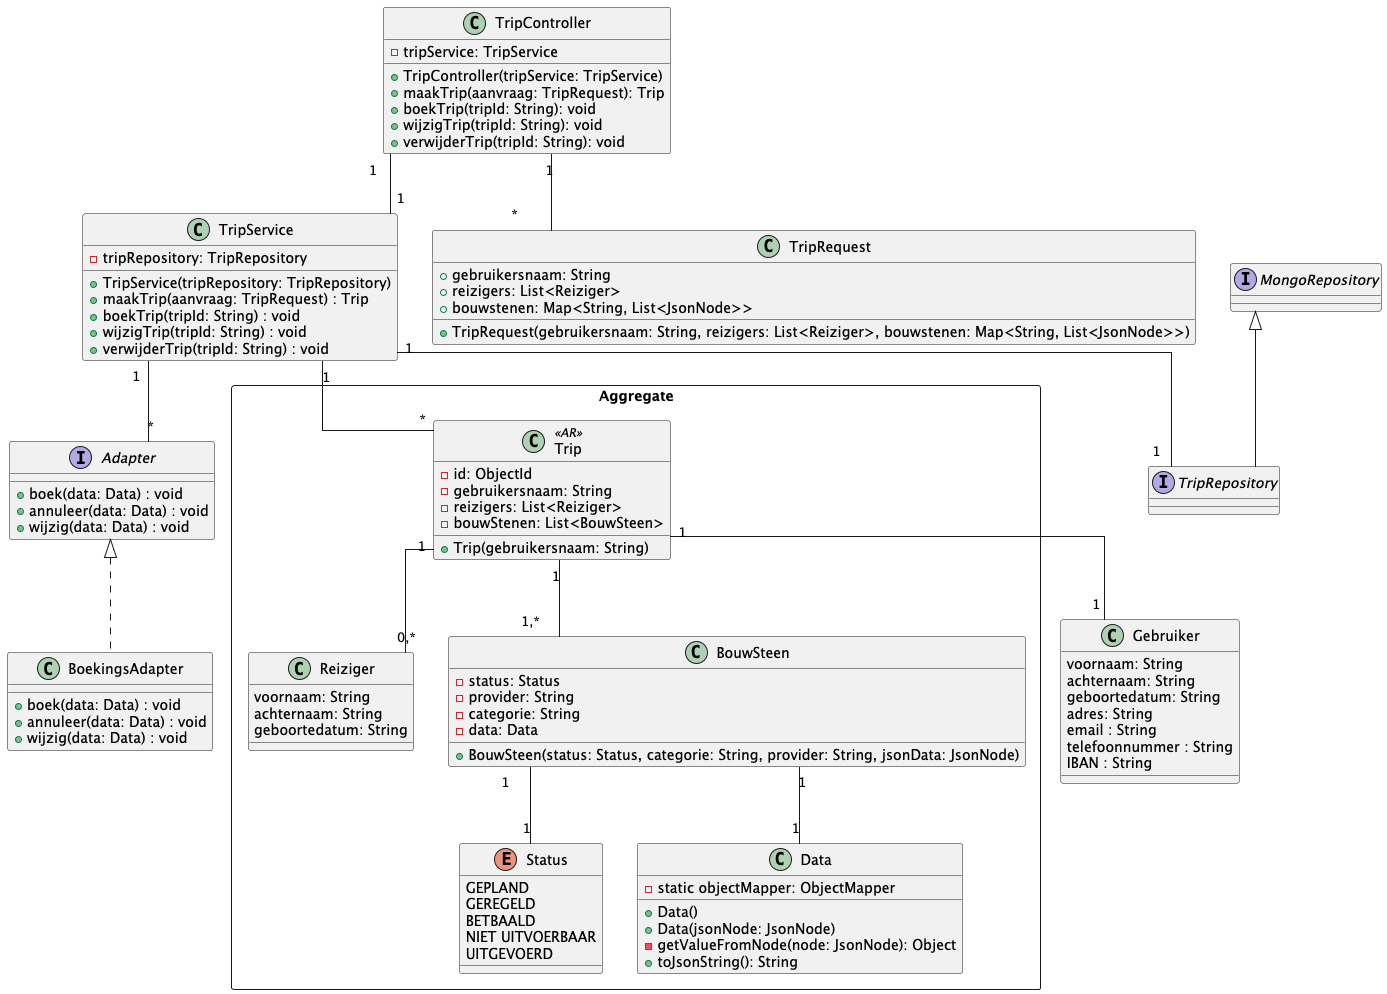 C TripController
tripService: TripService
TripController(tripService: TripService)
maakTrip(aanvraag: TripRequest): Trip
boekTrip(tripId: String): void
wijzigTrip(tripId: String): void
verwijderTrip(tripId: String): void
1
1
1
*
C TripService
tripRepository: TripRepository
TripService(tripRepository: TripRepository)
maakTrip(aanvraag: TripRequest) : Trip
boekTrip(tripId: String) : void
wijzigTrip(tripId: String) : void
verwijderTrip(tripId: String) : void
C TripRequest
gebruikersnaam: String
reizigers: List<Reiziger>
bouwstenen: Map<String, List<JsonNode>>
TripRequest(gebruikersnaam: String, reizigers: List<Reiziger>, bouwstenen: Map<String, List<JsonNode>>)
I MongoRepository
1
1
1
*
1
*
1
Aggregate
I Adapter
boek(data: Data) : void
annuleer(data: Data) : void
wijzig(data: Data) : void
C «AR»
Trip
id: ObjectId
gebruikersnaam: String
reizigers: List<Reiziger>
bouwStenen: List<BouwSteen>
Trip(gebruikersnaam: String)
I TripRepository
1
0,*
1
1,*
1
1
C BoekingsAdapter
boek(data: Data) : void
annuleer(data: Data) : void
wijzig(data: Data) : void
C Reiziger
voornaam: String
achternaam: String
geboortedatum: String
C BouwSteen
status: Status
provider: String
categorie: String
data: Data
BouwSteen(status: Status, categorie: String, provider: String, jsonData: JsonNode)
C Gebruiker
voornaam: String
achternaam: String
geboortedatum: String
adres: String
email : String
telefoonnummer : String
IBAN : String
1
1
1
1
E Status
GEPLAND
GEREGELD
BETBAALD
NIET UITVOERBAAR
UITGEVOERD
C Data
static objectMapper: ObjectMapper
Data()
Data(jsonNode: JsonNode)
getValueFromNode(node: JsonNode): Object
toJsonString(): String